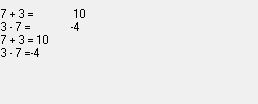 7 + 3 = 10
3 - 7 = -4
7 + 3 = 10
3 - 7 =-4